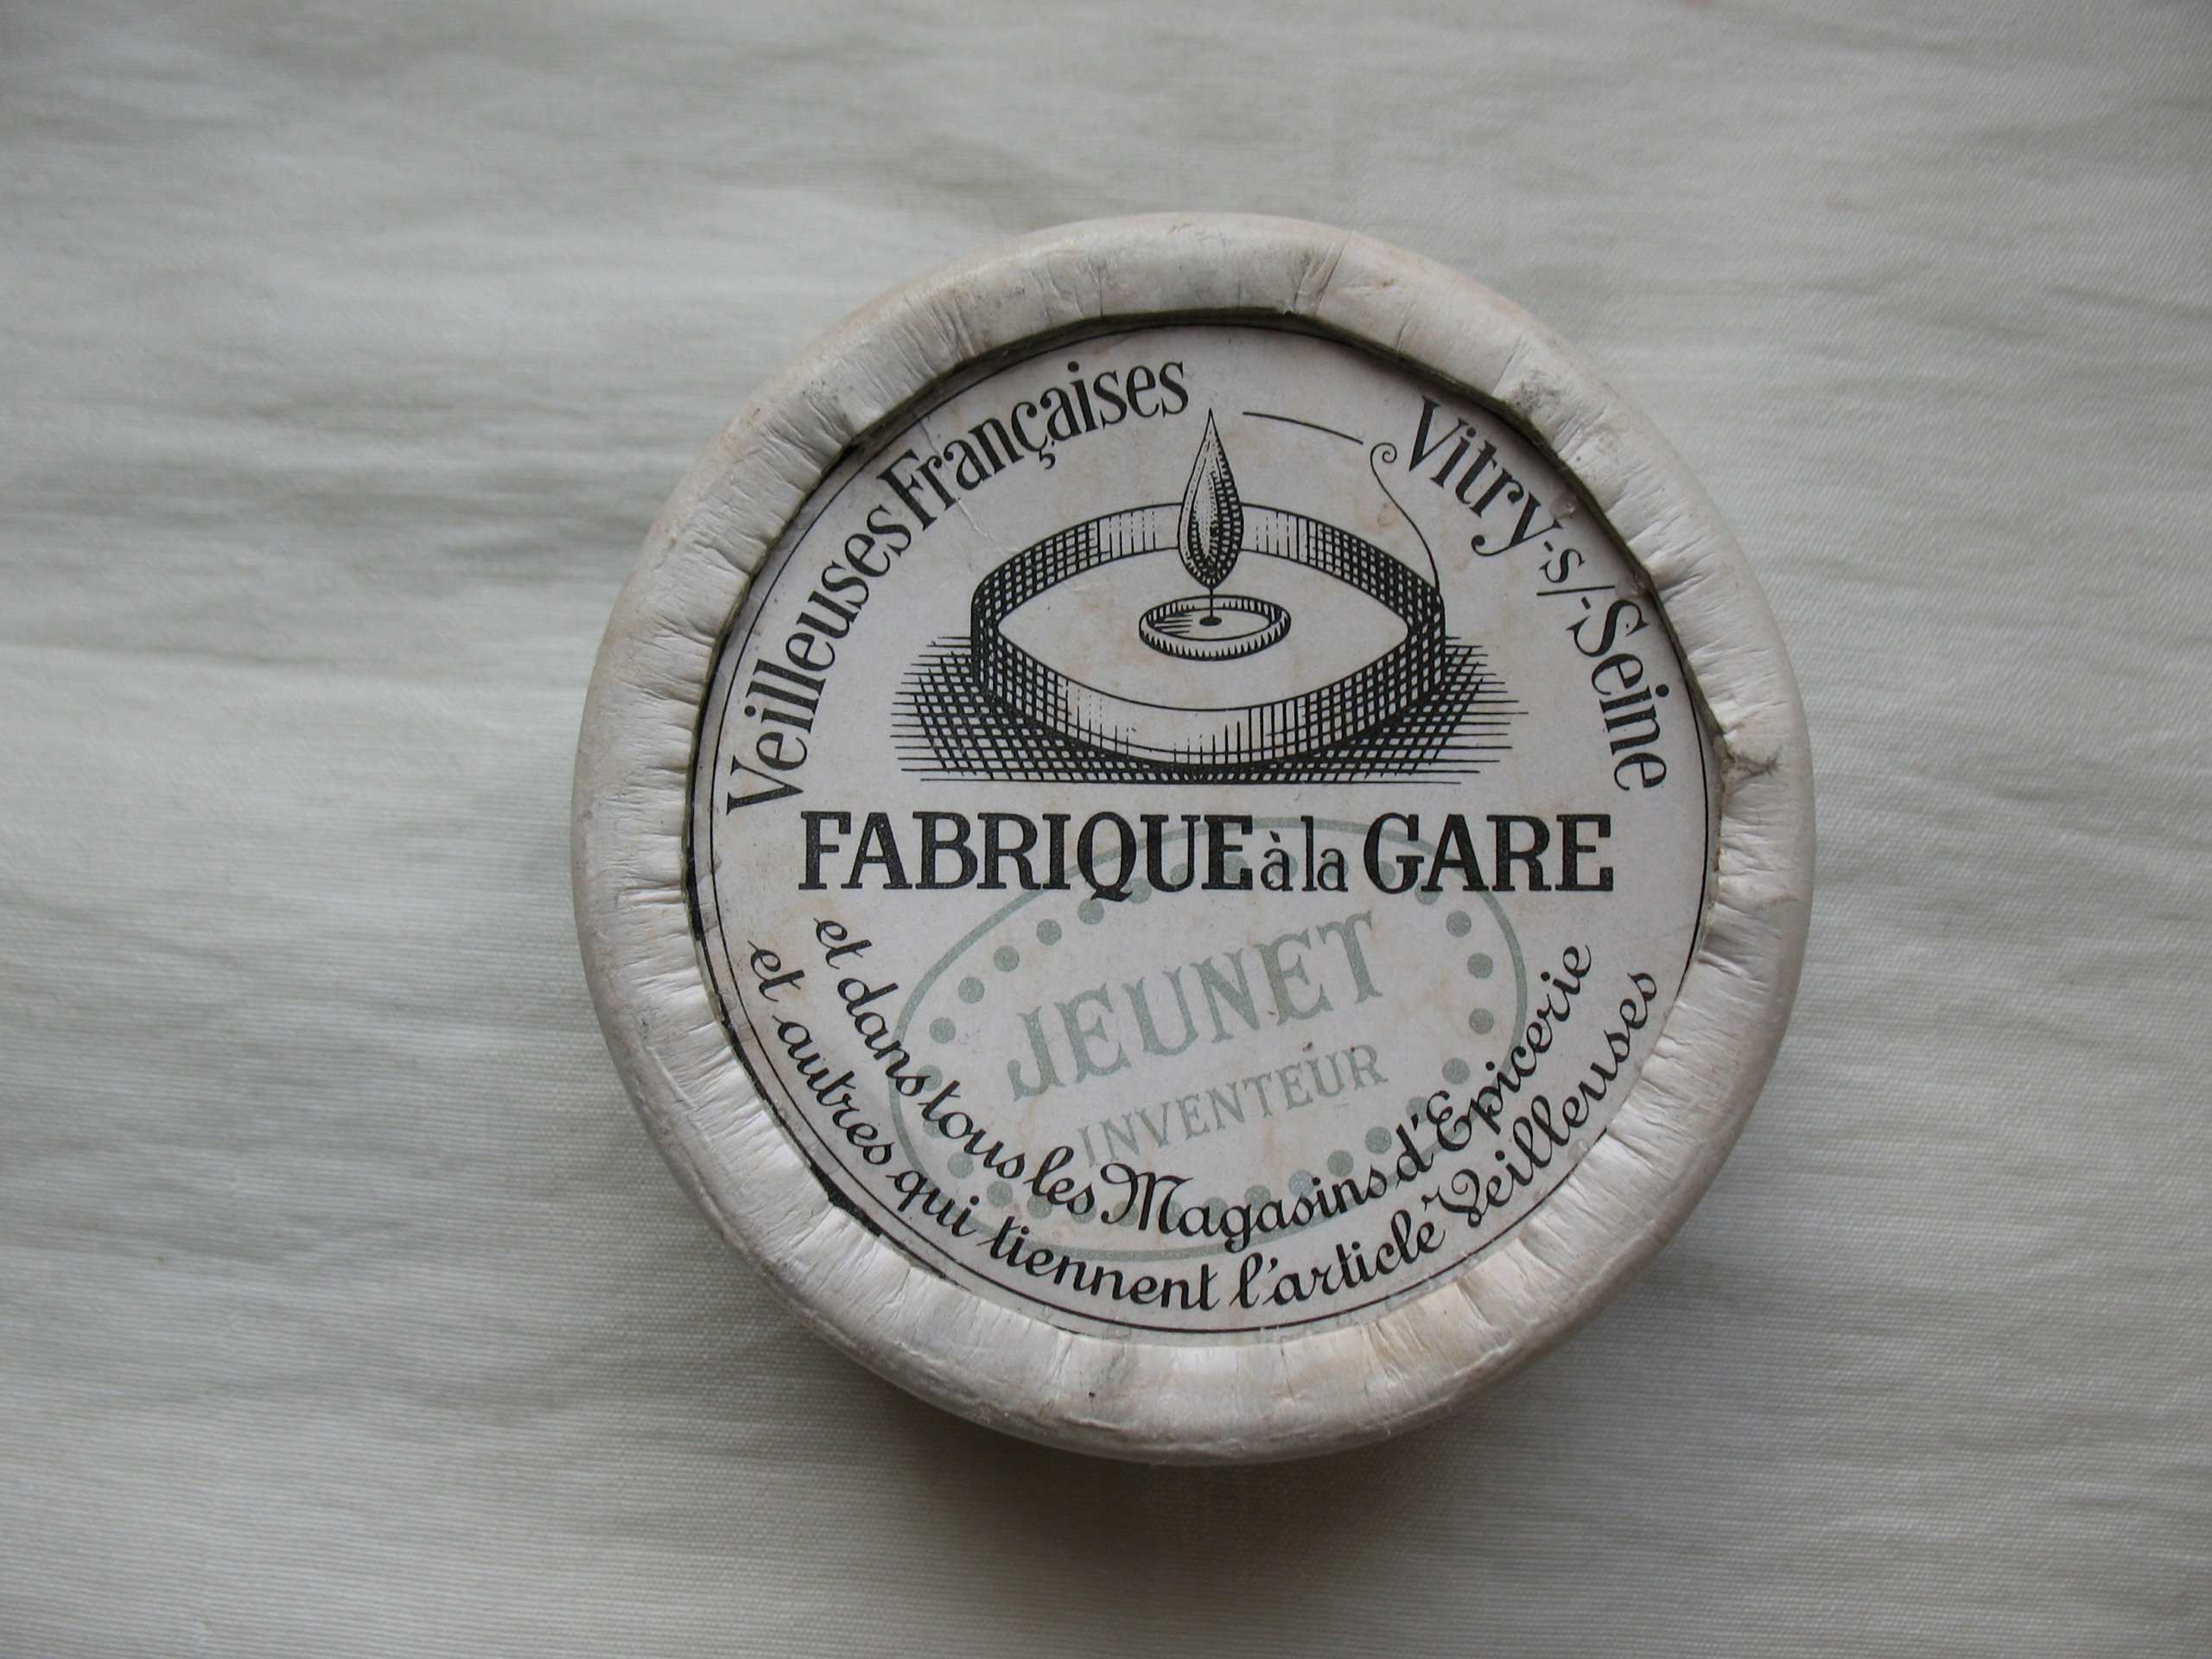 Veilleuses Françaises — Vitry-s/-Seine
FABRIQUE à la GARE
JEUNET
INVENTEUR
et dans tous les Magasins d'Epicerie
et autres qui tiennent l'article Veilleuses